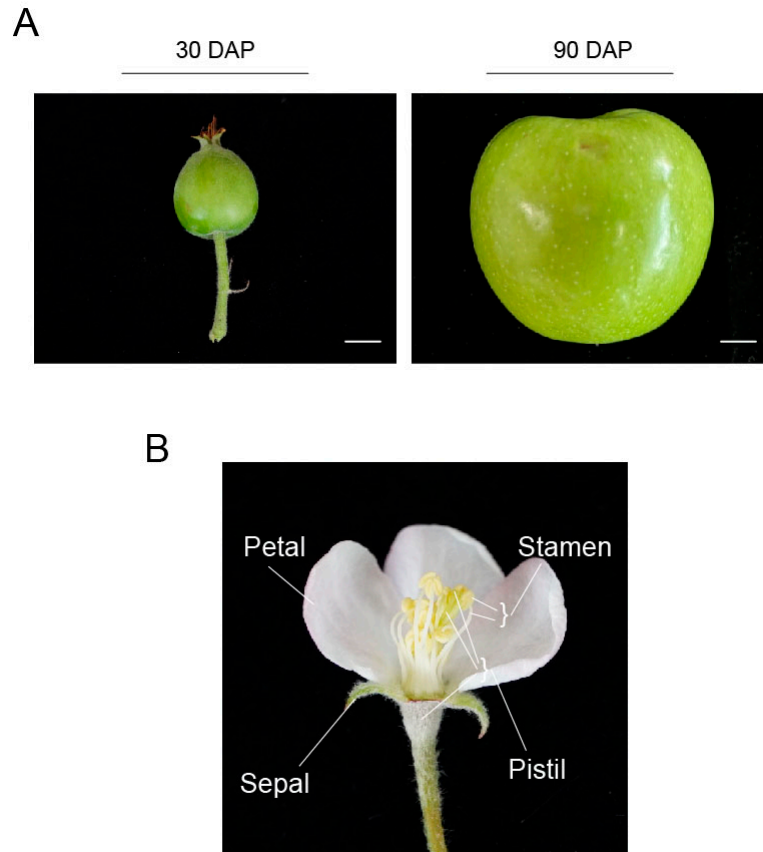 A
30 DAP
90 DAP
B
Petal
Stamen
}
}
Sepal
Pistil